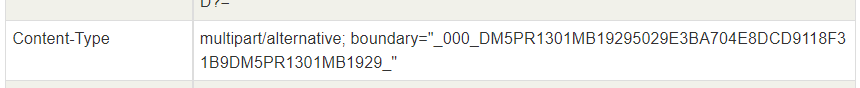 D?=
Content-Type
multipart/alternative; boundary="_000_DM5PR1301MB19295029E3BA704E8DCD9118F3
1B9DM5PR1301MB1929_"